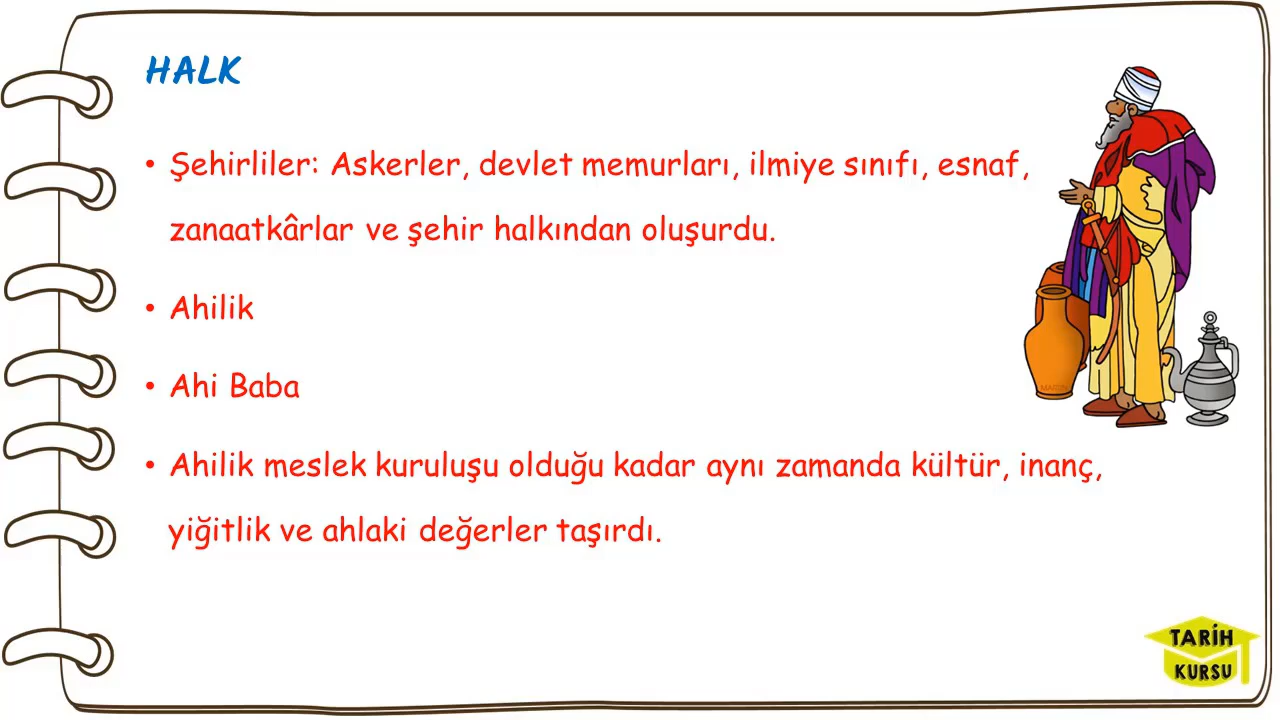 HALK
• Şehirliler: Askerler, devlet memurları, ilmiye sınıfı, esnaf,
zanaatkârlar ve şehir halkından oluşurdu.
• Ahilik
• Ahi Baba
• Ahilik meslek kuruluşu olduğu kadar aynı zamanda kültür, inanç,
yiğitlik ve ahlaki değerler taşırdı.
TARİH
KURSU